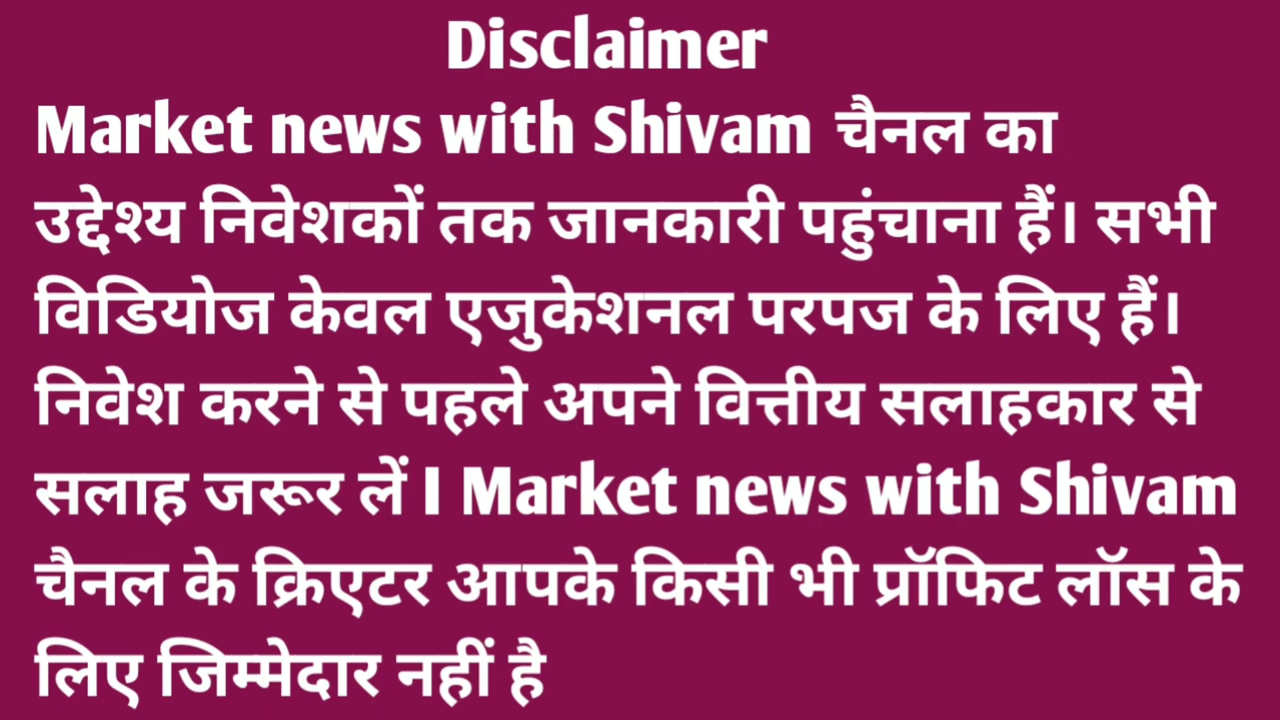 Disclaimer
Market news with Shivam चैनल का
उद्देश्य निवेशकों तक जानकारी पहुंचाना हैं। सभी
विडियोज केवल एजुकेशनल परपज के लिए हैं।
निवेश करने से पहले अपने वित्तीय सलाहकार से
सलाह जरूर लें I Market news with Shivam
चैनल के क्रिएटर आपके किसी भी प्रॉफिट लॉस के
लिए जिम्मेदार नहीं है